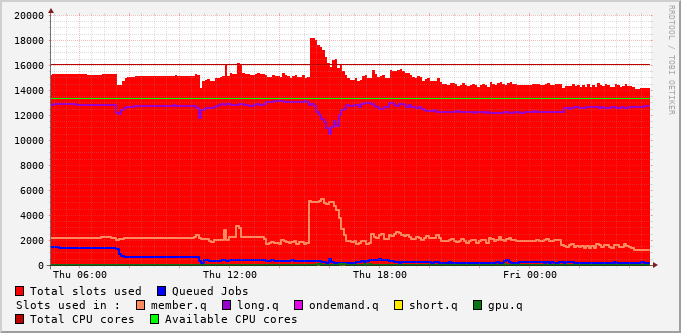 20000
18000
16000
14000
12000
10000
8000
6000
4000
2000
0
Thu 06:00 Thu 12:00 Thu 18:00 Fri 00:00
RRDTOOL / TOBI OETIKER
Total slots used Queued Jobs
Slots used in : member.q long.q ondemand.q short.q gpu.q
Total CPU cores Available CPU cores